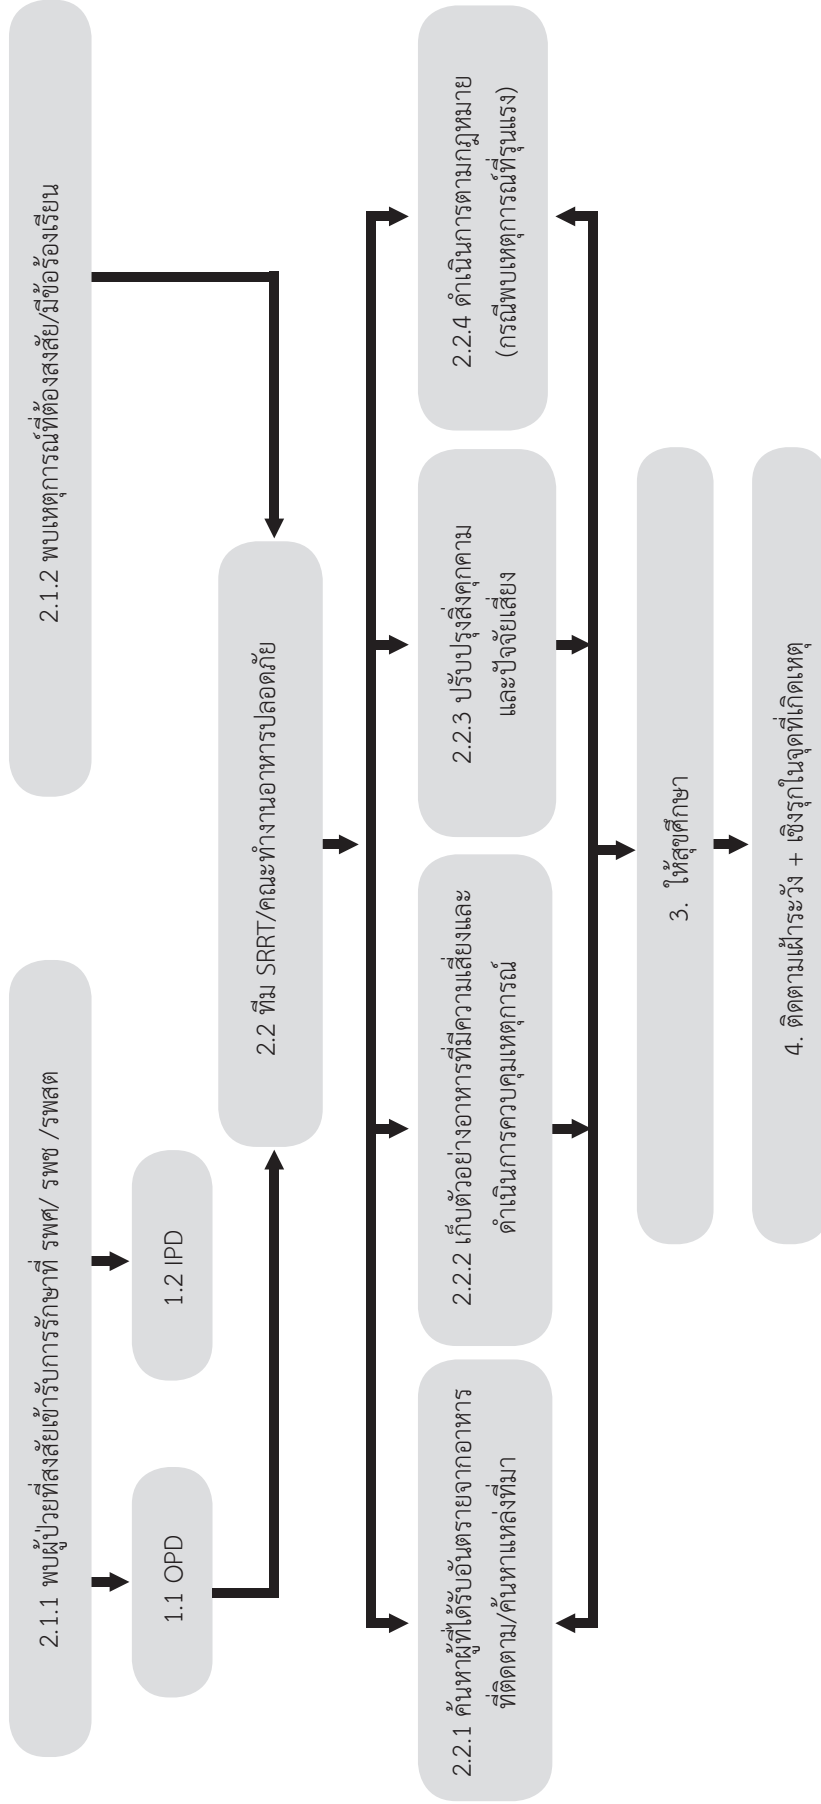 2.1.1 พบผู้ป่วยที่สงสัยเข้ารับการรักษาที่ รพศ/ รพช /รพสต
2.1.2 พบเหตุการณ์ที่ต้องสงสัย/มีข้อร้องเรียน
1.1 OPD
1.2 IPD
2.2 ทีม SRRT/คณะทำงานอาหารปลอดภัย
2.2.1 ค้นหาผู้ที่ได้รับอันตรายจากอาหาร
ที่ติดตาม/ค้นหาแหล่งที่มา
2.2.2 เก็บตัวอย่างอาหารที่มีความเสี่ยงและ
ดำเนินการควบคุมเหตุการณ์
2.2.3 ปรับปรุงสิ่งคุกคาม
และปัจจัยเสี่ยง
2.2.4 ดำเนินการตามกฎหมาย
(กรณีพบเหตุการณ์ที่รุนแรง)
3. ให้สุขศึกษา
4. ติดตามเฝ้าระวัง + เชิงรุกในจุดที่เกิดเหตุ